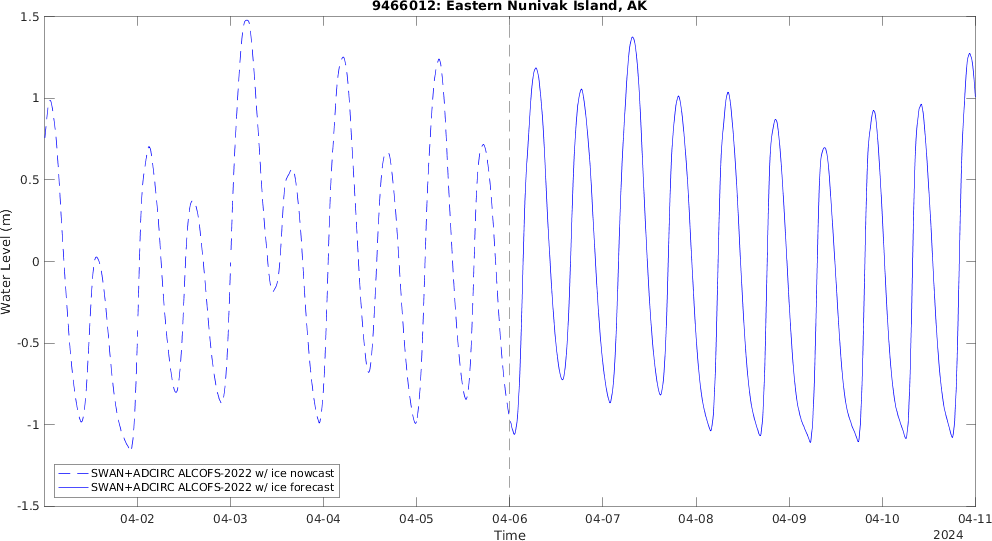 9466012: Eastern Nunivak Island, AK
Water Level (m)
1.5
1
0.5
0
-0.5
-1
-1.5
SWAN+ADCIRC ALCOFS-2022 w/ ice nowcast
SWAN+ADCIRC ALCOFS-2022 w/ ice forecast
04-02 04-03 04-04 04-05 04-06 04-07 04-08 04-09 04-10 04-11
Time
2024